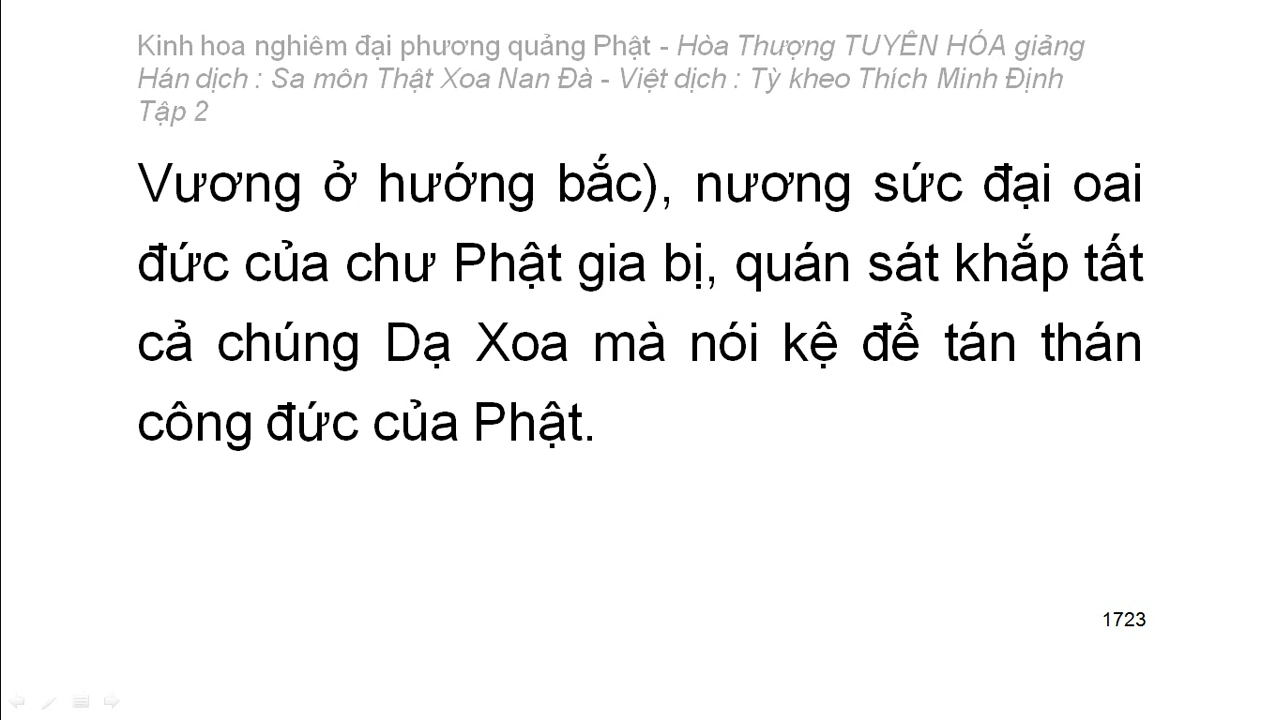 Kinh hoa nghiêm đại phương quảng Phật - Hòa Thượng TUYÊN HÓA giảng
Hán dịch : Sa môn Thật Xoa Nan Đà - Việt dịch : Tỳ kheo Thích Minh Định
Tập 2
Vương ở hướng bắc), nương sức đại oai
đức của chư Phật gia bị, quán sát khắp tất
cả chúng Dạ Xoa mà nói kệ để tán thán
công đức của Phật.
1723